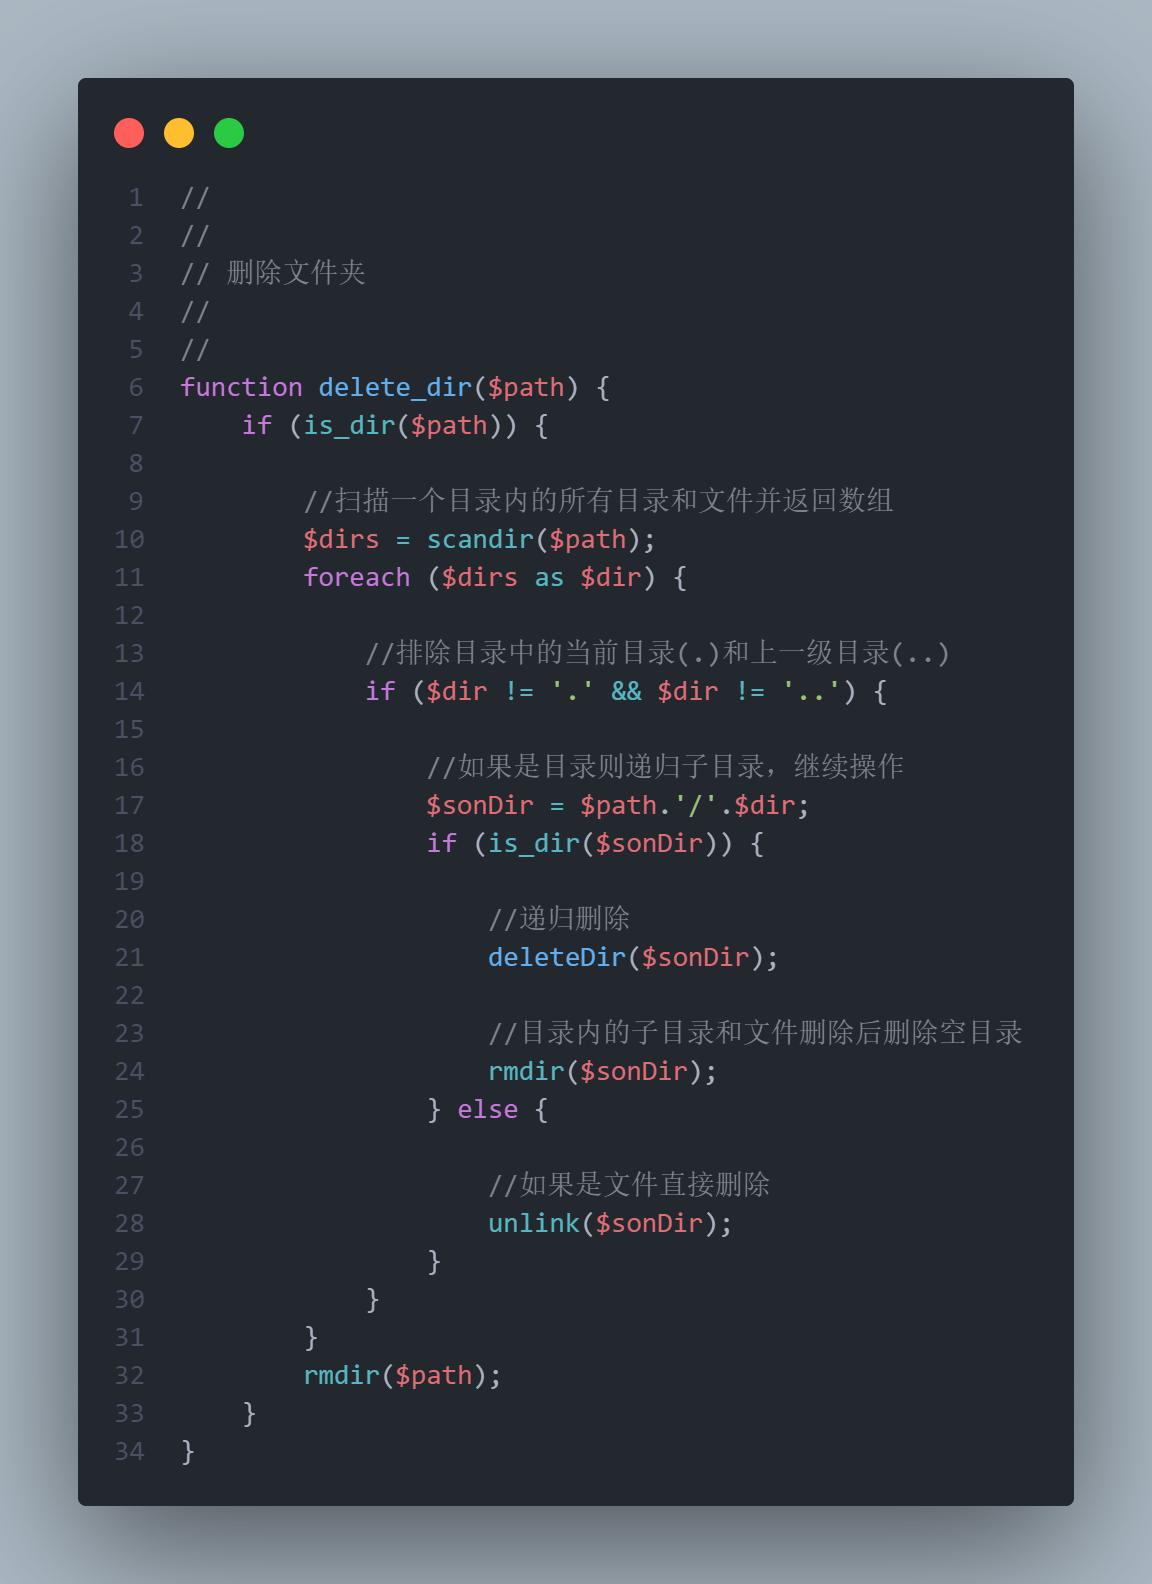 1 //
2 //
3 // 删除文件夹
4 //
5 //
6 function delete_dir($path) {
7     if (is_dir($path)) {
8
9         //扫描一个目录内的所有目录和文件并返回数组
10         $dirs = scandir($path);
11         foreach ($dirs as $dir) {
12
13             //排除目录中的当前目录(.)和上一级目录(..)
14             if ($dir != '.' && $dir != '..') {
15
16                 //如果是目录则递归子目录，继续操作
17                 $sonDir = $path.'/'.$dir;
18                 if (is_dir($sonDir)) {
19
20                     //递归删除
21                     deleteDir($sonDir);
22
23                     //目录内的子目录和文件删除后删除空目录
24                     rmdir($sonDir);
25                 } else {
26
27                     //如果是文件直接删除
28                     unlink($sonDir);
29                 }
30             }
31         }
32         rmdir($path);
33     }
34 }